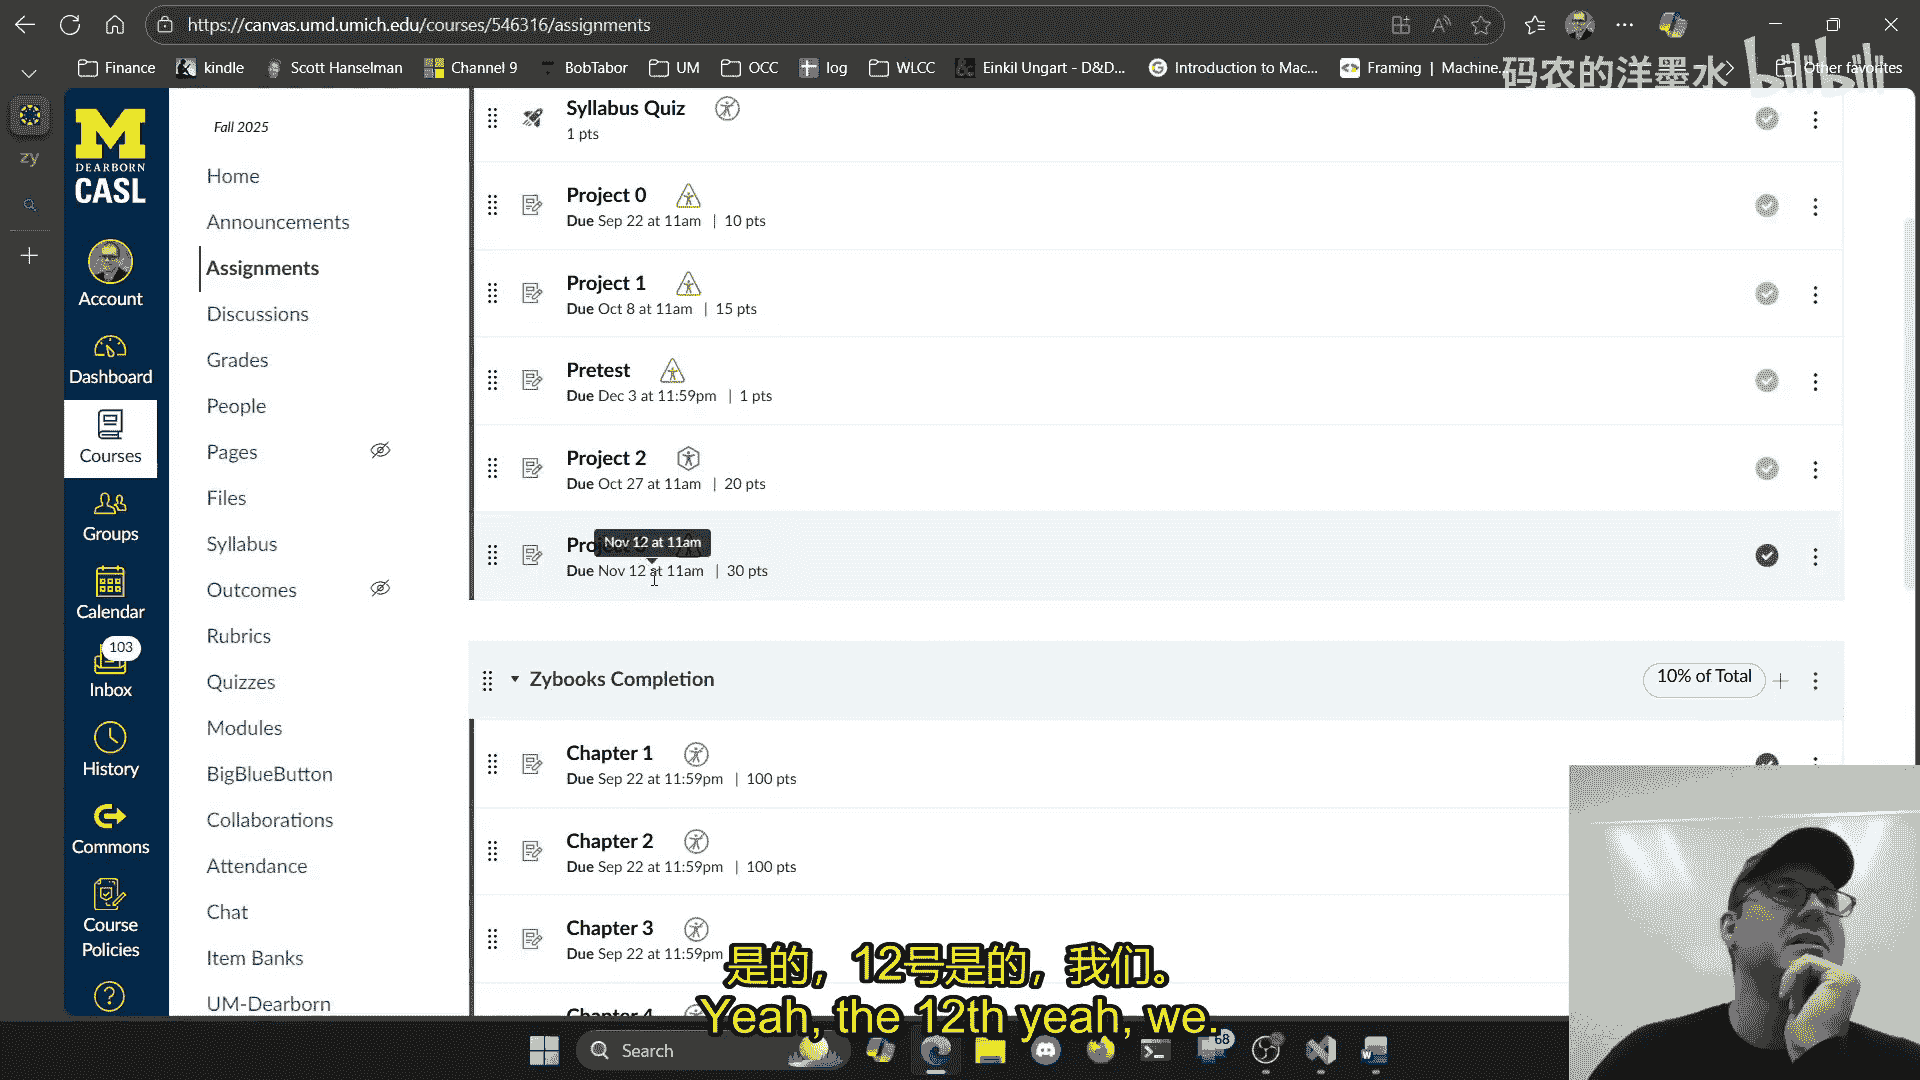 https://canvas.umd.umich.edu/courses/546316/assignments
Finance
kindle
Scott Hanselman
Channel 9
BobTabor
UM
OCC
log
WLCC
Einkil Ungart - D&D...
Introduction to Mac...
Framing | Machine...
Other favorites
码农的洋墨水
bilibili
zy
M
DEARBORN
CASL
Account
Dashboard
Courses
Groups
Calendar
103
Inbox
History
Commons
Course
Policies
Fall 2025
Home
Announcements
Assignments
Discussions
Grades
People
Pages
Files
Syllabus
Outcomes
Rubrics
Quizzes
Modules
BigBlueButton
Collaborations
Attendance
Chat
Item Banks
UM-Dearborn
Syllabus Quiz
1 pts
Project 0
Due Sep 22 at 11am | 10 pts
Project 1
Due Oct 8 at 11am | 15 pts
Pretest
Due Dec 3 at 11:59pm | 1 pts
Project 2
Due Oct 27 at 11am | 20 pts
Nov 12 at 11am
Due Nov 12 at 11am | 30 pts
Zybooks Completion
10% of Total
Chapter 1
Due Sep 22 at 11:59pm | 100 pts
Chapter 2
Due Sep 22 at 11:59pm | 100 pts
Chapter 3
Due Sep 22 at 11:59pm
Chapter 4
是的，12号是的，我们。
Yeah, the 12th yeah, we.
Search
68